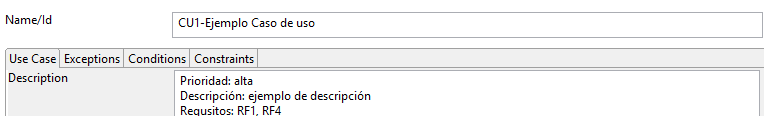 Name/Id
CU1-Ejemplo Caso de uso
Use Case Exceptions Conditions Constraints
Description
Prioridad: alta
Descripción: ejemplo de descripción
Requsitos: RF1, RF4